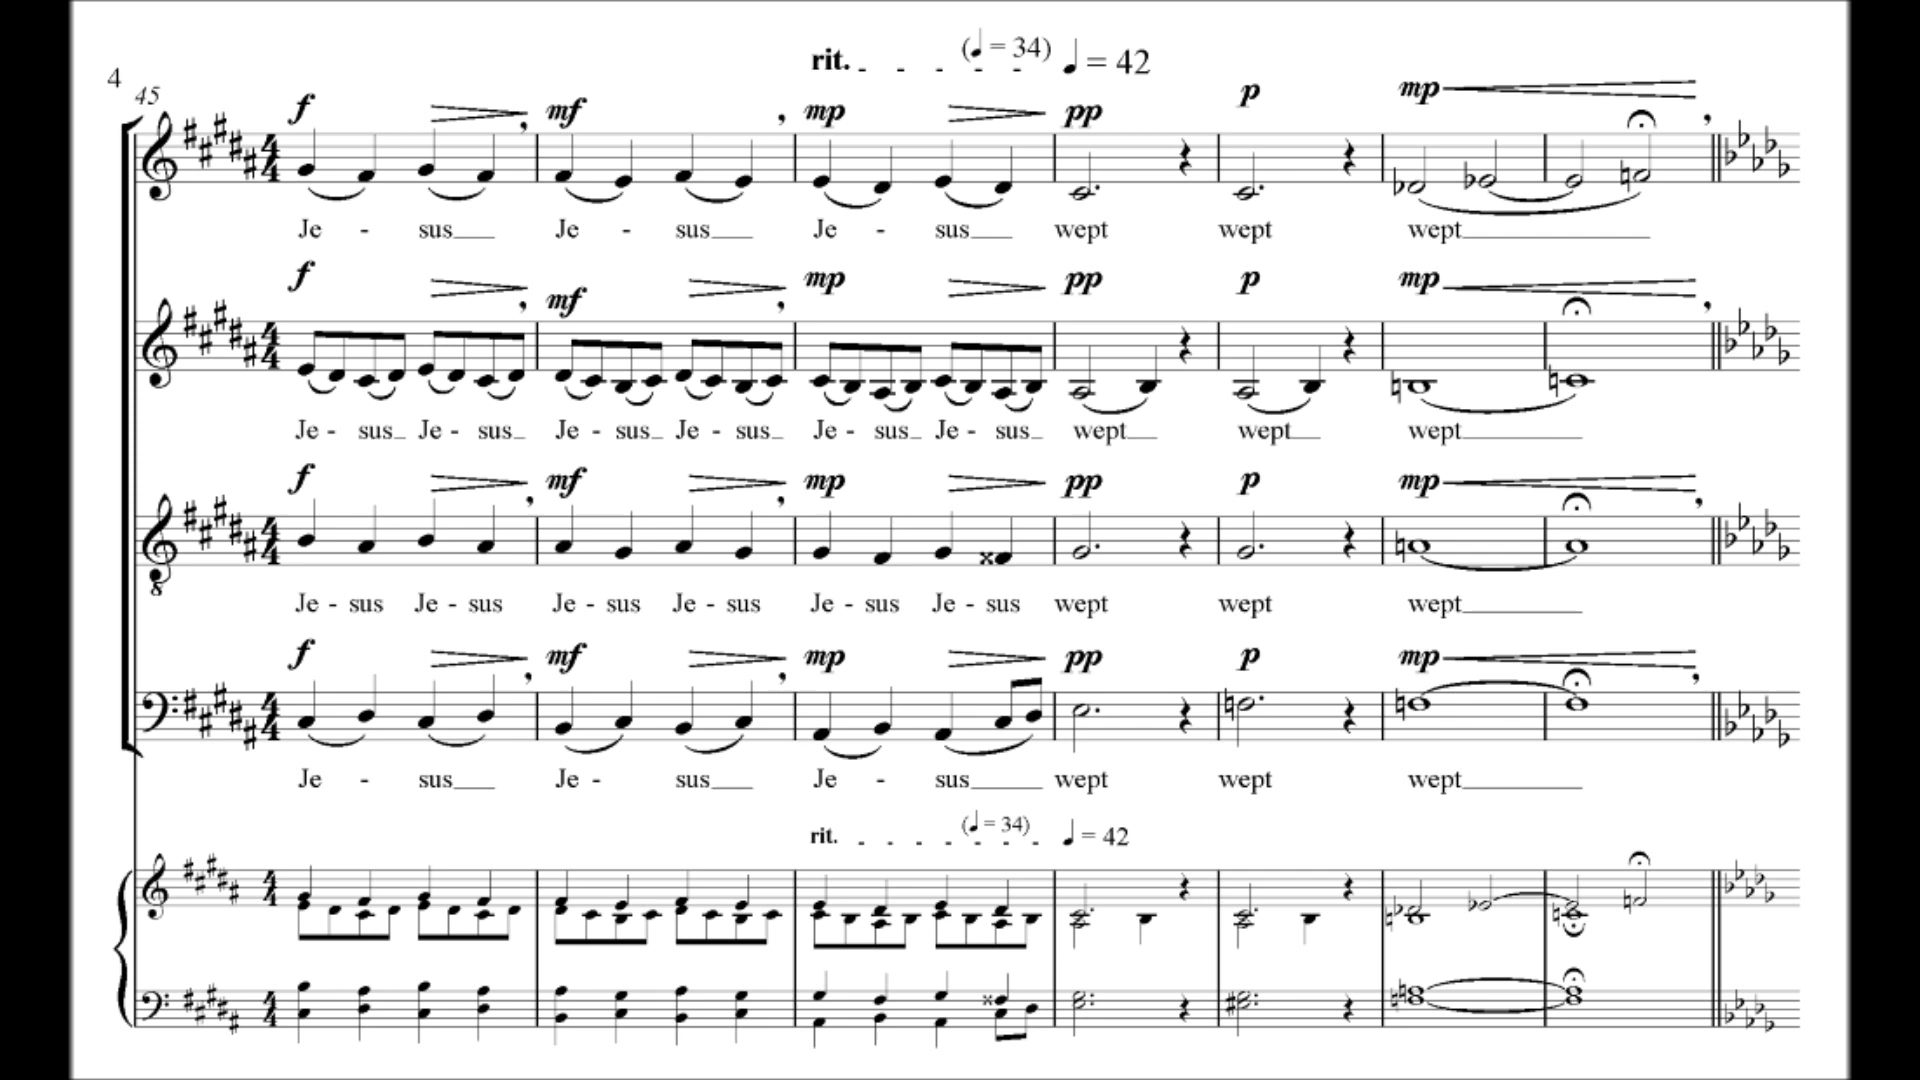 rit. (♩ = 34) ♩ = 42
4
45
f mf mp pp p mp
Je - sus Je - sus Je - sus wept wept wept
f mf mp pp p mp
Je - sus Je - sus Je - sus Je - sus Je - sus Je - sus wept wept wept
f mf mp pp p mp
8
Je - sus Je - sus Je - sus Je - sus Je - sus Je - sus wept wept wept
f mf mp pp p mp
Je - sus Je - sus Je - sus wept wept wept
rit. (♩ = 34) ♩ = 42